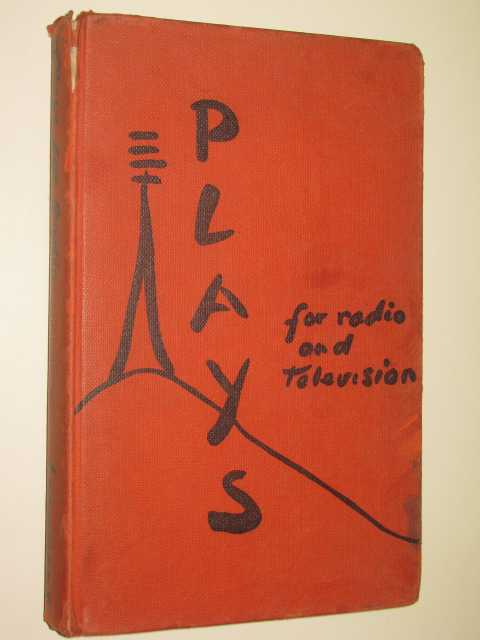 PLAYS
for radio
and
Television